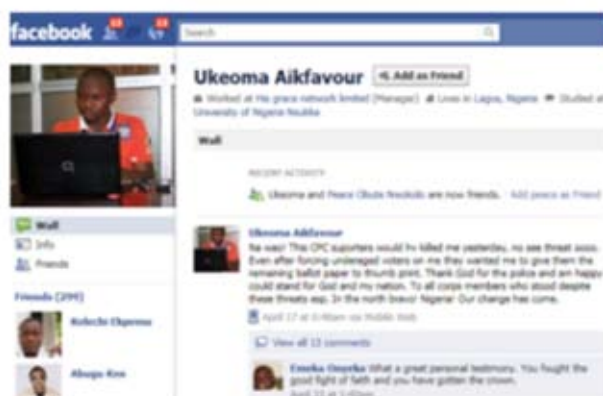 facebook
Search
Ukeoma Aikfavour
Add as Friend
Worked at His grace network limited (Manager) Lives in Lagos, Nigeria Studied at
University of Nigeria Nsukka
Wall
RECENT ACTIVITY
Ukeoma and Peace are now friends. Add peace as Friend
Wall
Info
Friends
Friends (299)
Kelechi
Abugu Ken
Ukeoma Aikfavour
Na wao! This CPC supporters would hv killed me yesterday, no see threat oooo.
Even after forcing underaged voters on me they wanted me to give them the
remaining ballot paper to thumb print. Thank God for the police and am happy i
could stand for God and my nation. To all corps members who stood despite
these threats esp. In the north bravo! Nigeria! Our change has come.
April 17 at via Mobile Web
View all 13 comments
Emeka Onyeka What a great personal testimony. You fought the
good fight of faith and you have gotten the crown.